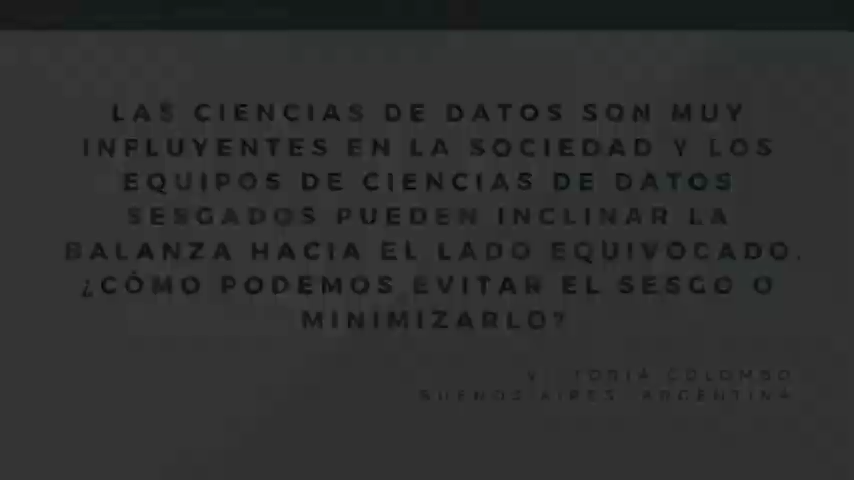 LAS CIENCIAS DE DATOS SON MUY
INFLUYENTES EN LA SOCIEDAD Y LOS
EQUIPOS DE CIENCIAS DE DATOS
SESGADOS PUEDEN INCLINAR LA
BALANZA HACIA EL LADO EQUIVOCADO.
¿CÓMO PODEMOS EVITAR EL SESGO O
MINIMIZARLO?
COLOMBO
BUENOS AIRES, ARGENTINA